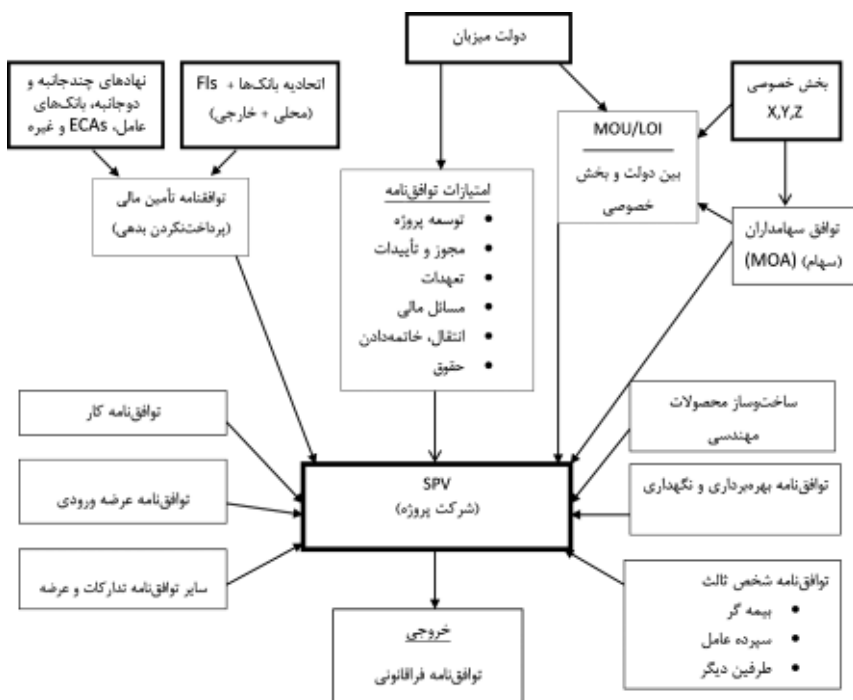 دولت میزبان
نهادهای چندجانبه و
دوجانبه، بانک‌های
عامل، ECAs و غیره
اتحادیه بانک‌ها + FIs
(محلی + خارجی)
بخش خصوصی
X,Y,Z
MOU/LOI
بین دولت و بخش
خصوصی
توافقنامه تأمین مالی
(پرداخت‌نکردن بدهی)
امتیازات توافق‌نامه
• توسعه پروژه
• مجوز و تأییدات
• تعهدات
• مسائل مالی
• انتقال، خاتمه‌دادن
• حقوق
توافق سهامداران
(سهام) (MOA)
توافق‌نامه کار
توافق‌نامه عرضه ورودی
سایر توافق‌نامه تدارکات و عرضه
SPV
(شرکت پروژه)
ساخت‌وساز محصولات
مهندسی
توافق‌نامه بهره‌برداری و نگهداری
توافق‌نامه شخص ثالث
• بیمه گر
• سپرده عامل
• طرفین دیگر
خروجی
توافق‌نامه فراقانونی